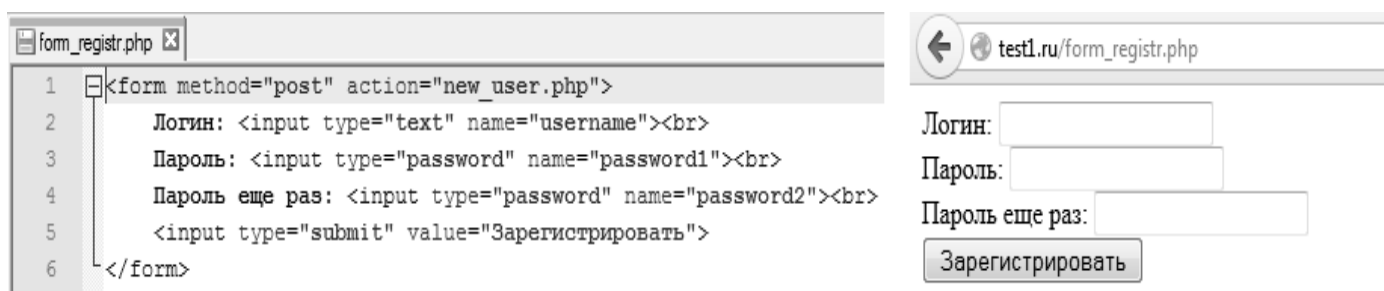 form_registr.php
1 <form method="post" action="new_user.php">
2 Логин: <input type="text" name="username"><br>
3 Пароль: <input type="password" name="password1"><br>
4 Пароль еще раз: <input type="password" name="password2"><br>
5 <input type="submit" value="Зарегистрировать">
6 </form>
test1.ru/form_registr.php
Логин:
Пароль:
Пароль еще раз:
Зарегистрировать